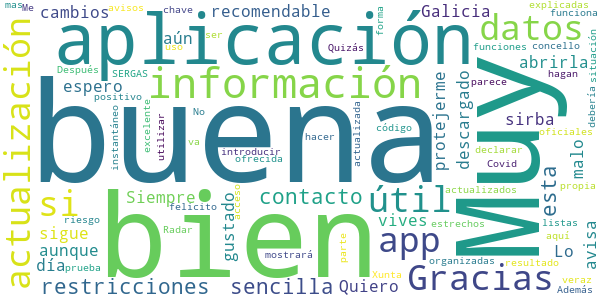 mas
Me
avisos
chave
explicadas
cambios
recomendable
Galicia
funciona
aplicación
datos
uso
aún
ser
forma
Quizás
funciones
concello
Después
SERGAS
abrirla
información
espero
parece
hagan
positivo
protejerme
descargado
actualización
buena
Muy
instantáneo
excelente
utilizar
No
va
introducir
hacer
ofrecida
actualizada
código
sirba
oficiales
declarar
Covid
malo
debería
situación
bien
si
Siempre
contacto
útil
actualizados
propia
esta
riesgo
felicito
gustado
acceso
vives
estrechos
listas
sigue
aunque
Radar
app
aquí
Lo
día
prueba
mostrará
parte
organizadas
avisa
restricciones
sencilla
Quiero
Xunta
Gracias
resultado
veraz
Además